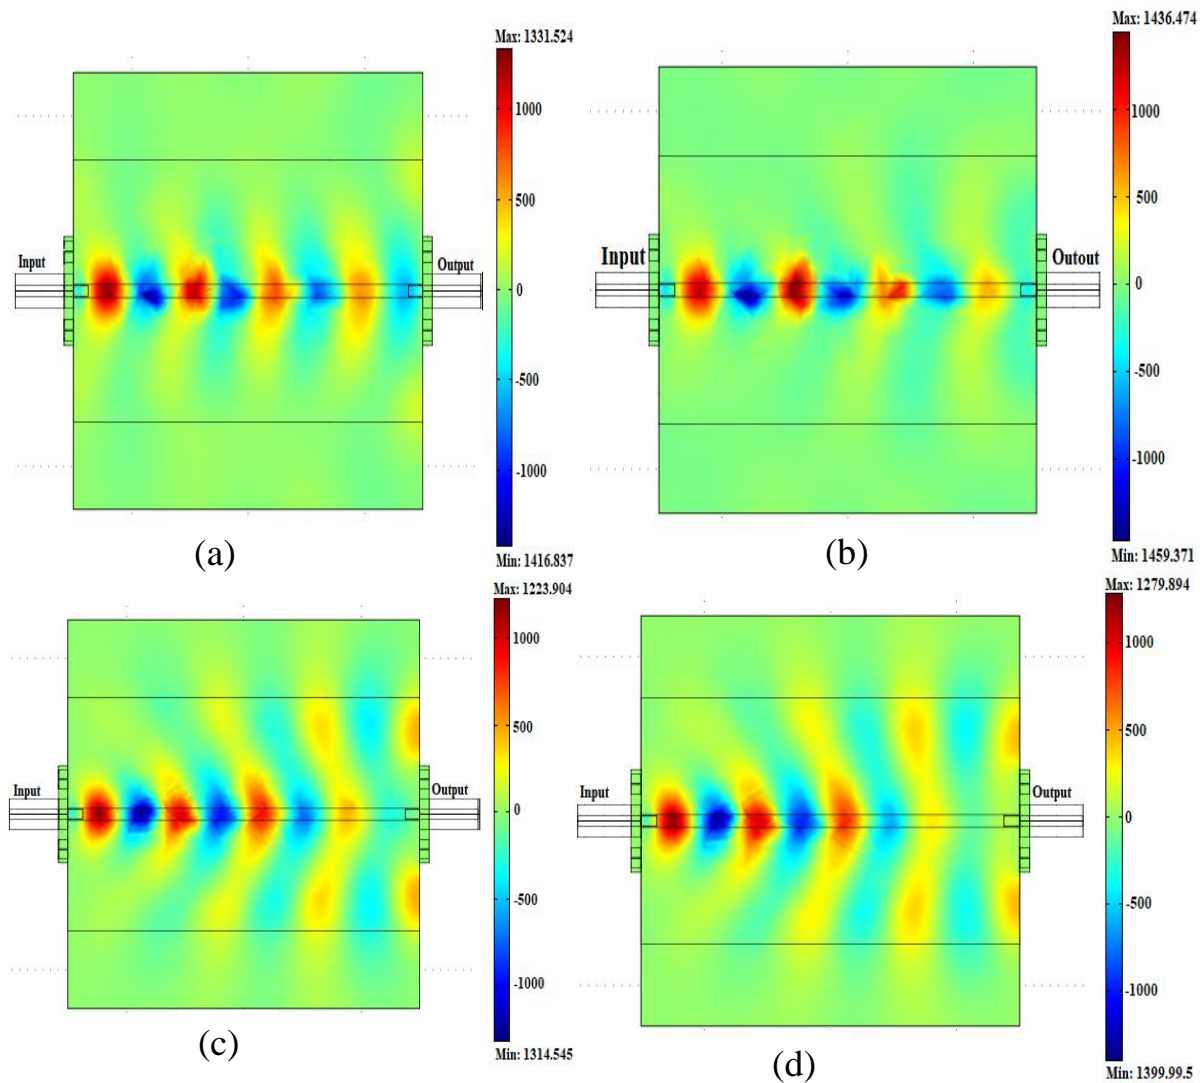 Max: 1331.524
1000
500
0
-500
-1000
Min: 1416.837
Input
Output
(a)
Max: 1436.474
1000
500
0
-500
-1000
Min: 1459.371
Input
Outout
(b)
Max: 1223.904
1000
500
0
-500
-1000
Min: 1314.545
Input
Output
(c)
Max: 1279.894
1000
500
0
-500
-1000
Min: 1399.99.5
Input
Output
(d)